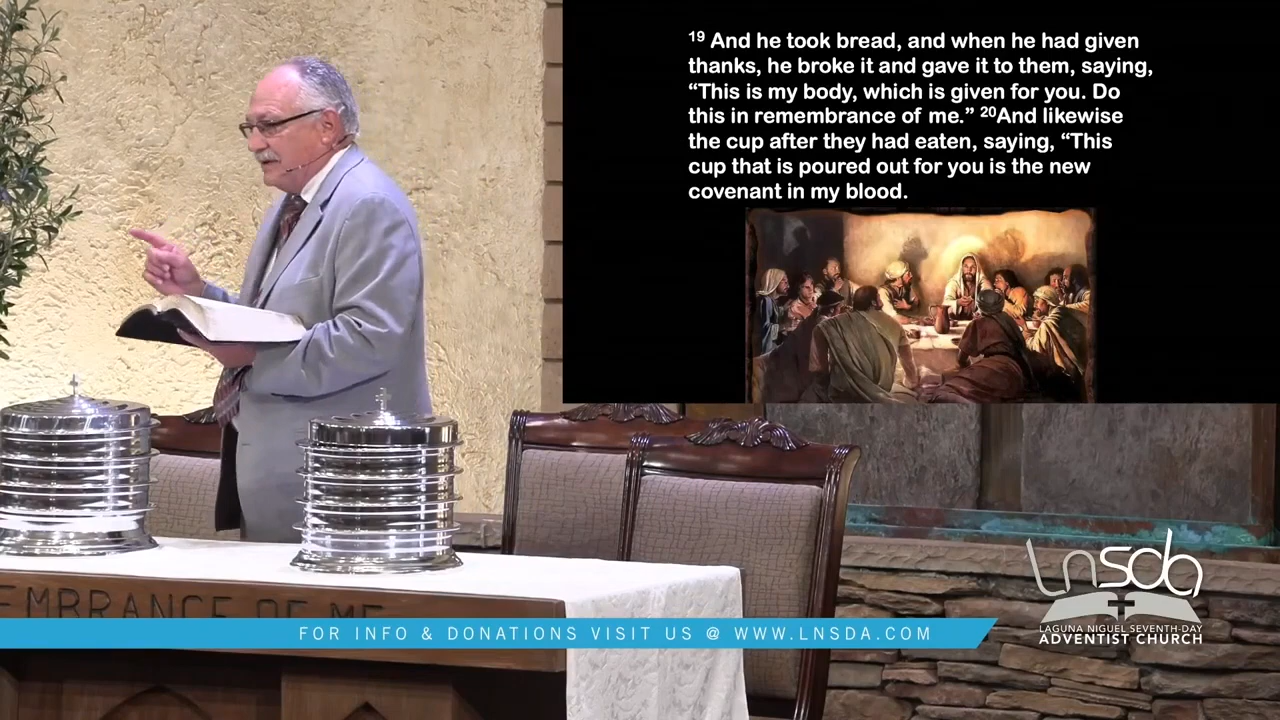 19 And he took bread, and when he had given
thanks, he broke it and gave it to them, saying,
“This is my body, which is given for you. Do
this in remembrance of me.” 20And likewise
the cup after they had eaten, saying, “This
cup that is poured out for you is the new
covenant in my blood.
EMBRANCE OF ME
FOR INFO & DONATIONS VISIT US @ WWW.LNSDA.COM
LNSDA
LAGUNA NIGUEL SEVENTH-DAY
ADVENTIST CHURCH